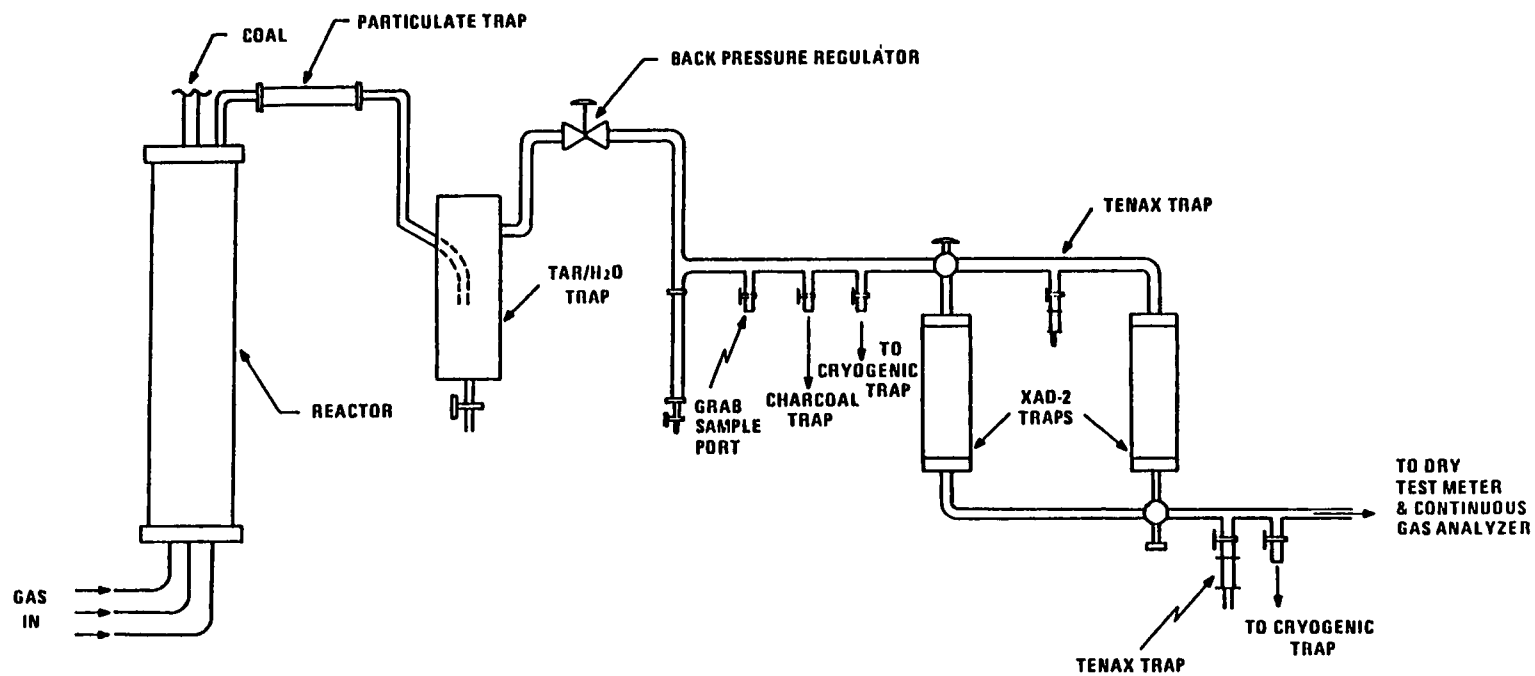 COAL
PARTICULATE TRAP
BACK PRESSURE REGULATOR
TENAX TRAP
TAR/H2O
TRAP
REACTOR
GRAB
SAMPLE
PORT
CHARCOAL
TRAP
TO
CRYOGENIC
TRAP
XAD-2
TRAPS
TO DRY
TEST METER
& CONTINUOUS
GAS ANALYZER
GAS
IN
TENAX TRAP
TO CRYOGENIC
TRAP